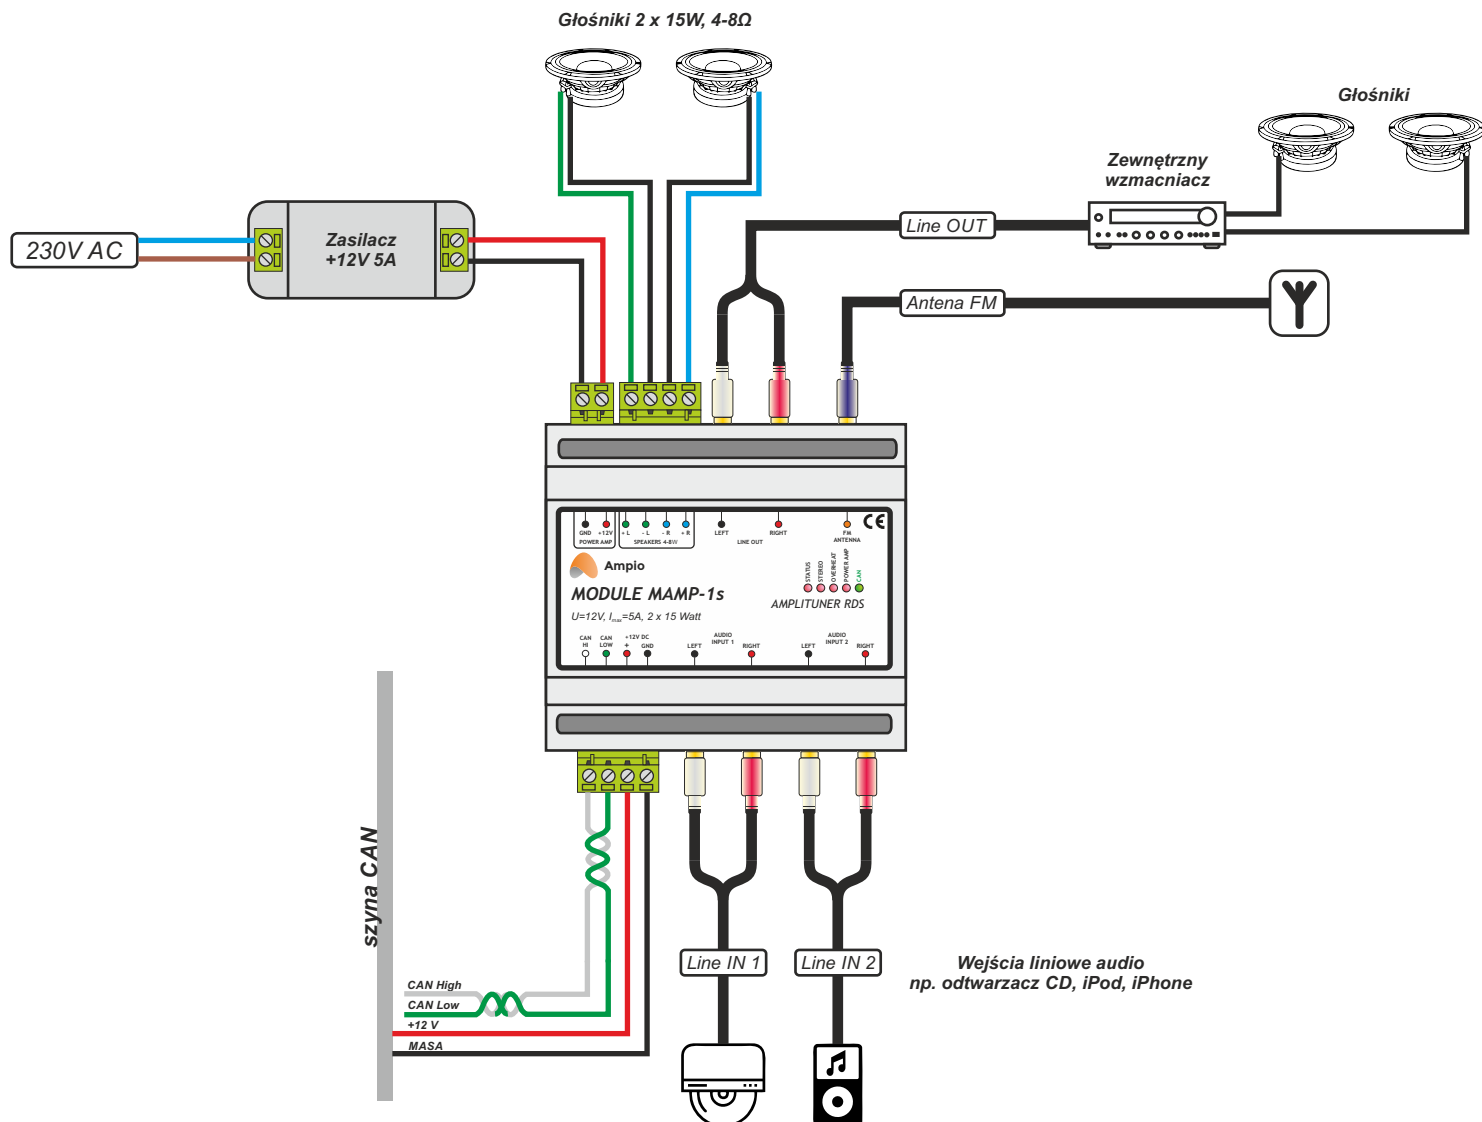 Głośniki 2 x 15W, 4-8Ω
Głośniki
Zewnętrzny
wzmacniacz
230V AC
Zasilacz
+12V 5A
Line OUT
Antena FM
GND
+12V
POWER AMP
+ L
- L
- R
+ R
SPEAKERS 4-8W
LEFT
RIGHT
LINE OUT
FM
ANTENNA
CE
Ampio
STATUS
STEREO
OVERHEAT
POWER AMP
CAN
MODULE MAMP-1s
AMPLITUNER RDS
U=12V, Imax=5A, 2 x 15 Watt
CAN
HI
CAN
LOW
+12V DC
+
GND
LEFT
AUDIO
INPUT 1
RIGHT
LEFT
AUDIO
INPUT 2
RIGHT
szyna CAN
CAN High
CAN Low
+12 V
MASA
Line IN 1
Line IN 2
Wejścia liniowe audio
np. odtwarzacz CD, iPod, iPhone